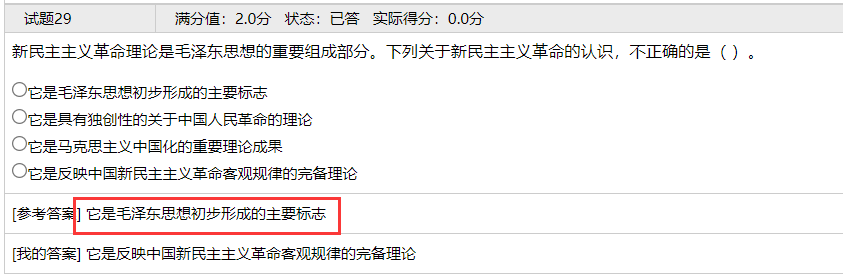 试题29 满分值：2.0分 状态：已答 实际得分：0.0分
新民主主义革命理论是毛泽东思想的重要组成部分。下列关于新民主主义革命的认识，不正确的是（ ）。
它是毛泽东思想初步形成的主要标志
它是具有独创性的关于中国人民革命的理论
它是马克思主义中国化的重要理论成果
它是反映中国新民主主义革命客观规律的完备理论
[参考答案] 它是毛泽东思想初步形成的主要标志
[我的答案] 它是反映中国新民主主义革命客观规律的完备理论